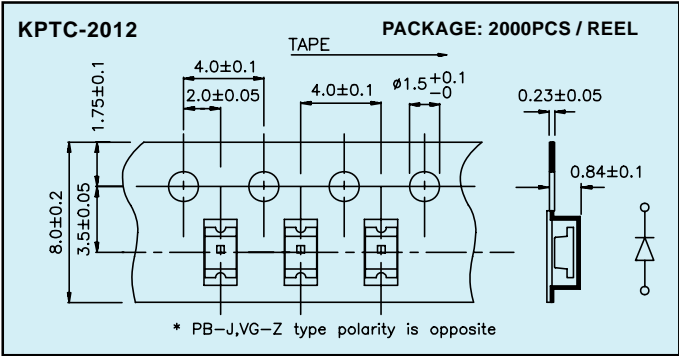 KPTC-2012
PACKAGE: 2000PCS / REEL
TAPE
4.0±0.1
2.0±0.05
4.0±0.1
ø1.5+0.1
-0
0.23±0.05
1.75±0.1
0.84±0.1
8.0±0.2
3.5±0.05
* PB-J,VG-Z type polarity is opposite